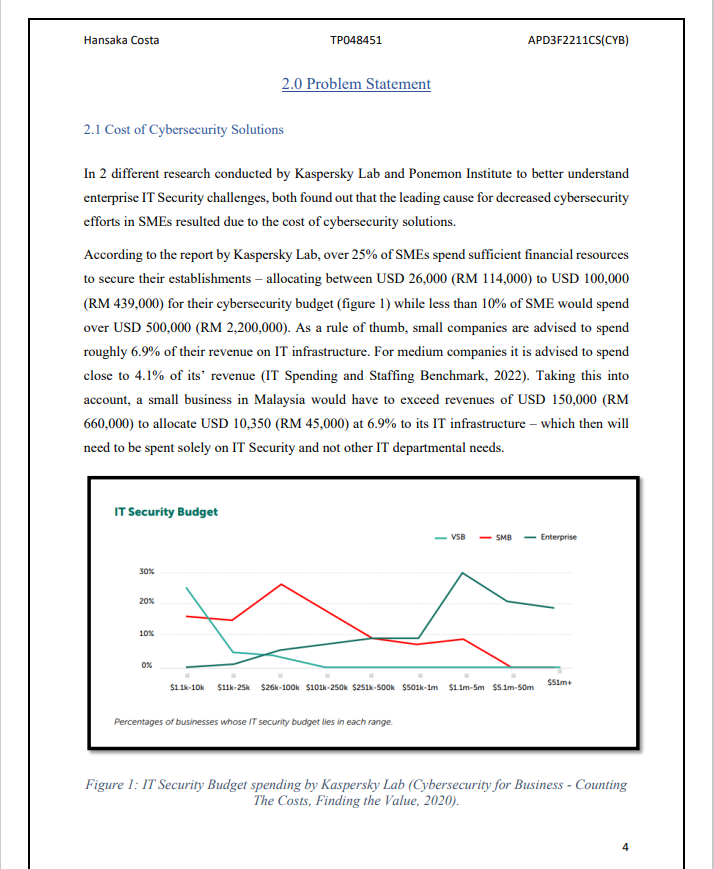 Hansaka Costa TP048451 APD3F2211CS(CYB)
2.0 Problem Statement
2.1 Cost of Cybersecurity Solutions
In 2 different research conducted by Kaspersky Lab and Ponemon Institute to better understand
enterprise IT Security challenges, both found out that the leading cause for decreased cybersecurity
efforts in SMEs resulted due to the cost of cybersecurity solutions.
According to the report by Kaspersky Lab, over 25% of SMEs spend sufficient financial resources
to secure their establishments – allocating between USD 26,000 (RM 114,000) to USD 100,000
(RM 439,000) for their cybersecurity budget (figure 1) while less than 10% of SME would spend
over USD 500,000 (RM 2,200,000). As a rule of thumb, small companies are advised to spend
roughly 6.9% of their revenue on IT infrastructure. For medium companies it is advised to spend
close to 4.1% of its’ revenue (IT Spending and Staffing Benchmark, 2022). Taking this into
account, a small business in Malaysia would have to exceed revenues of USD 150,000 (RM
660,000) to allocate USD 10,350 (RM 45,000) at 6.9% to its IT infrastructure – which then will
need to be spent solely on IT Security and not other IT departmental needs.
IT Security Budget
VSB SMB Enterprise
30%
20%
10%
0%
$1.1k-10k $11k-25k $26k-100k $101k-250k $251k-500k $501k-1m $1.1m-5m $5.1m-50m $51m+
Percentages of businesses whose IT security budget lies in each range.
Figure 1: IT Security Budget spending by Kaspersky Lab (Cybersecurity for Business - Counting
The Costs, Finding the Value, 2020).
4